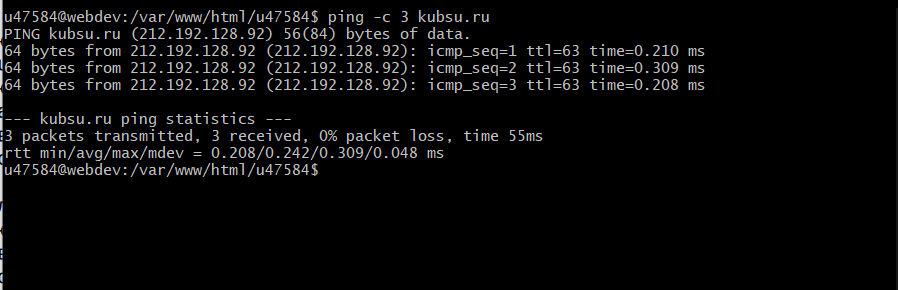 u47584@webdev:/var/www/html/u47584$ ping -c 3 kubsu.ru
PING kubsu.ru (212.192.128.92) 56(84) bytes of data.
64 bytes from 212.192.128.92 (212.192.128.92): icmp_seq=1 ttl=63 time=0.210 ms
64 bytes from 212.192.128.92 (212.192.128.92): icmp_seq=2 ttl=63 time=0.309 ms
64 bytes from 212.192.128.92 (212.192.128.92): icmp_seq=3 ttl=63 time=0.208 ms
--- kubsu.ru ping statistics ---
3 packets transmitted, 3 received, 0% packet loss, time 55ms
rtt min/avg/max/mdev = 0.208/0.242/0.309/0.048 ms
u47584@webdev:/var/www/html/u47584$